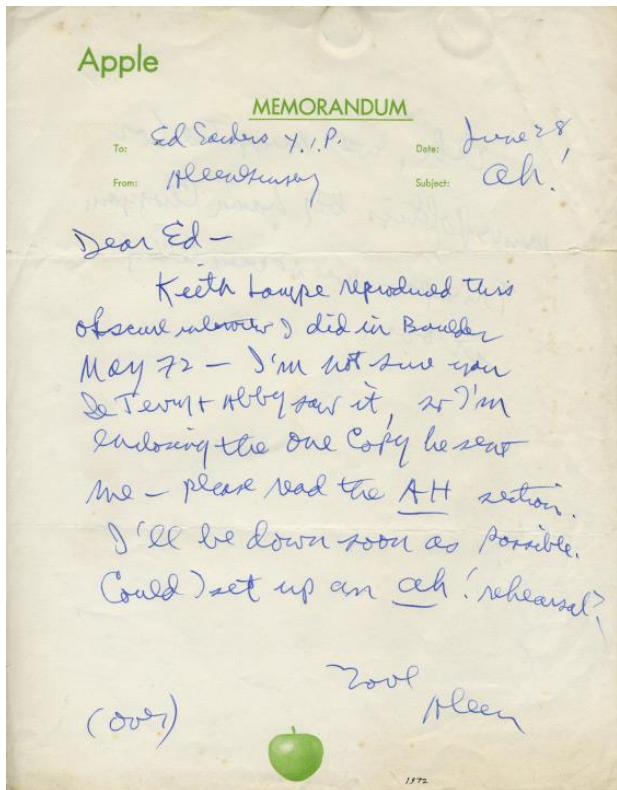 Apple
MEMORANDUM
To: Ed Sanders Y.I.P. Date: June 28,
From: Allen Ginsberg Subject: Ah!
Dear Ed —
Keith Lampe reproduced this
obscure interview I did in Boulder
May 72 — I'm not sure you
& Jerry + Abby saw it, so I'm
enclosing the one Copy he sent
me — please read the AH section.
I'll be down soon as possible.
Could I set up an ah! rehearsal?
Love
Allen
(over)
1972